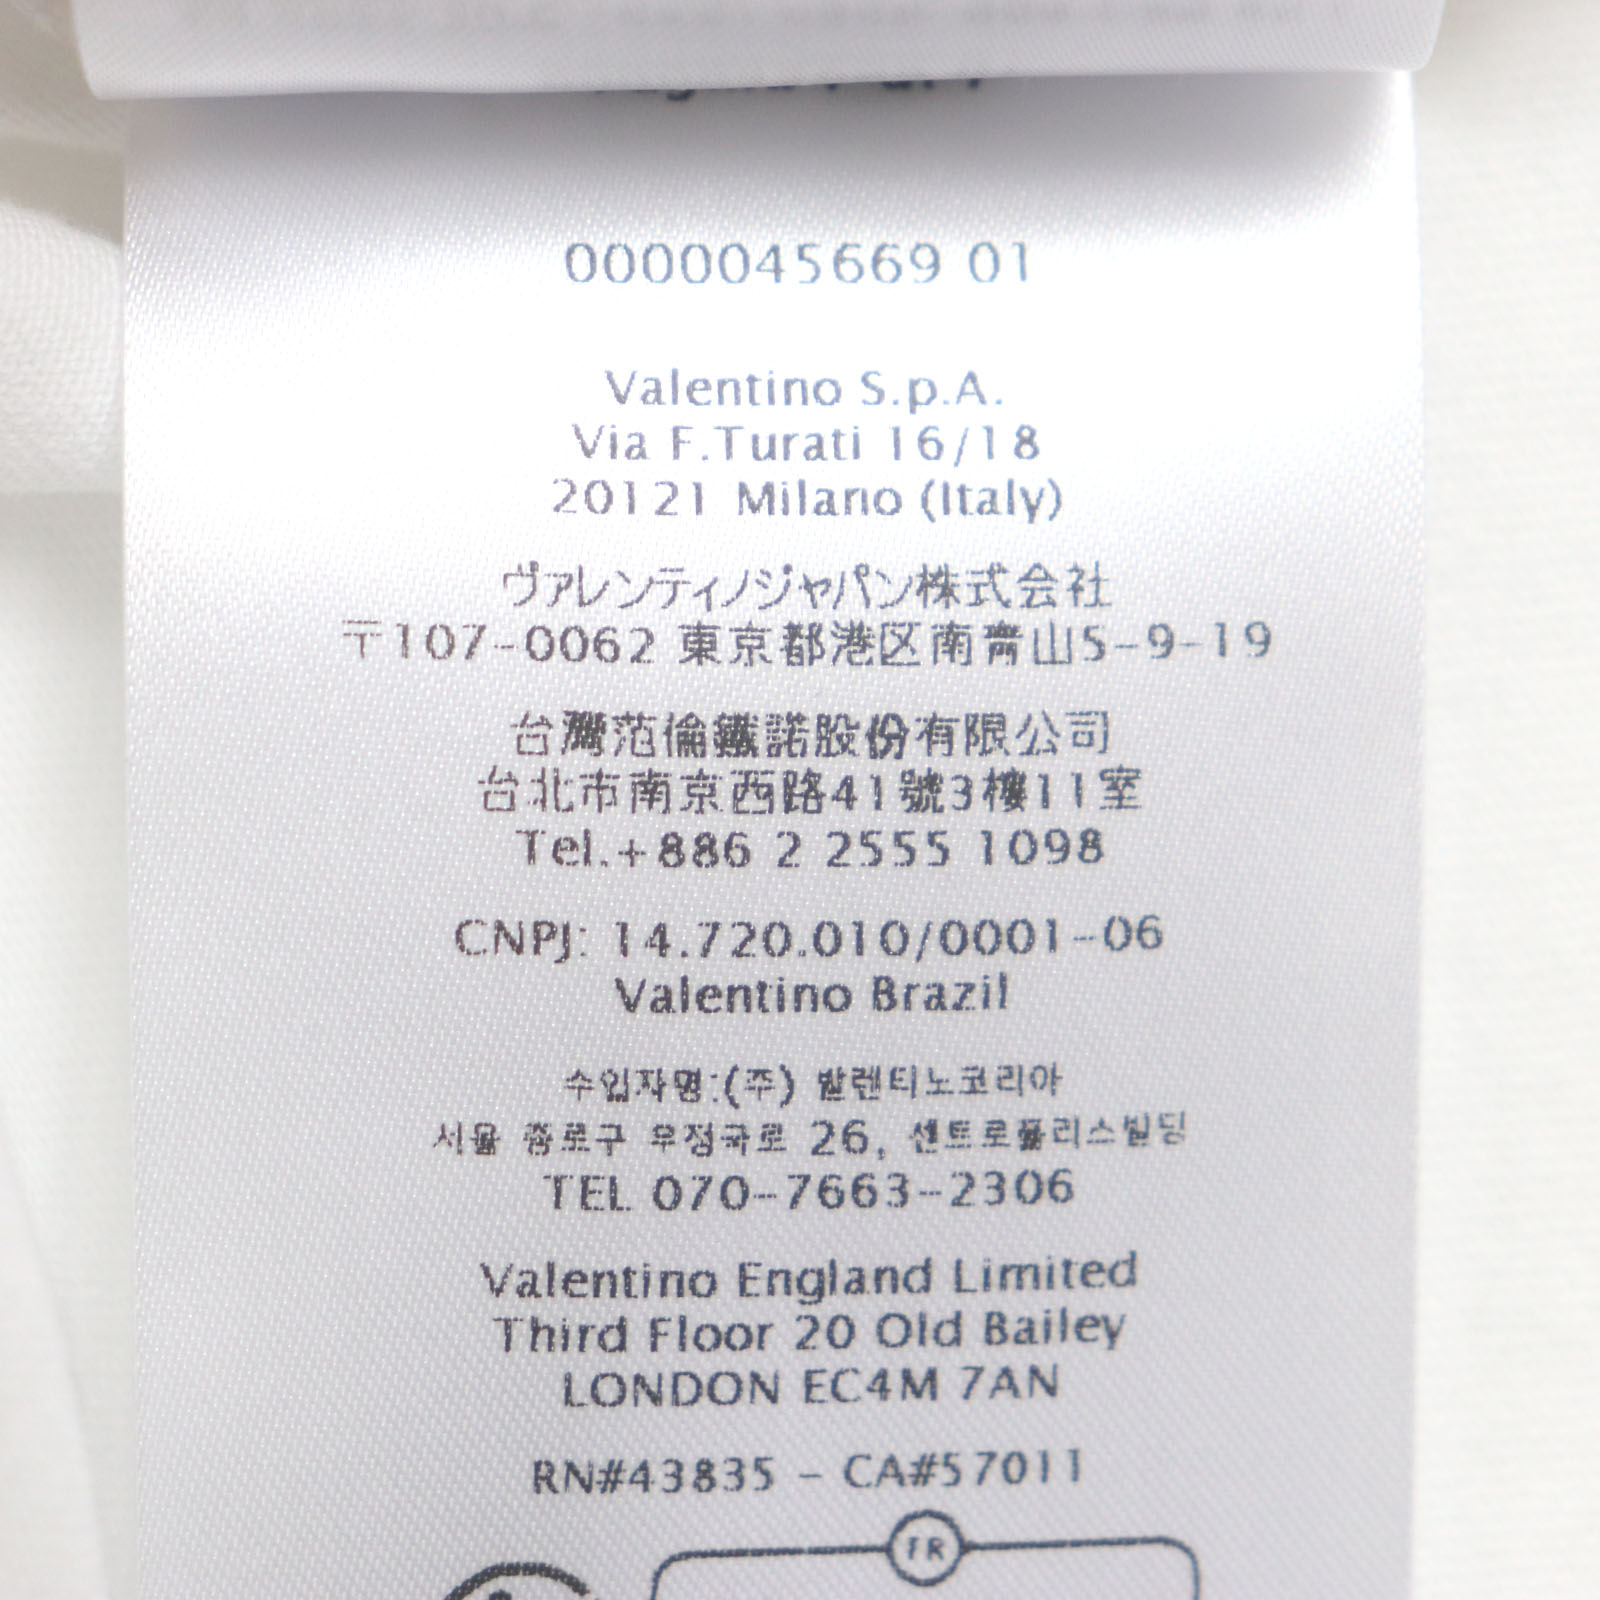 0000045669 01
Valentino S.p.A.
Via F.Turati 16/18
20121 Milano (Italy)
ヴァレンティノジャパン株式会社
〒107-0062 東京都港区南青山5-9-19
台灣范倫鐵諾股份有限公司
台北市南京西路41號3樓11室
Tel.+886 2 2555 1098
CNPJ: 14.720.010/0001-06
Valentino Brazil
수입자명:(주) 발렌티노코리아
서울 종로구 우정국로 26, 센트로폴리스빌딩
TEL 070-7663-2306
Valentino England Limited
Third Floor 20 Old Bailey
LONDON EC4M 7AN
RN#43835 - CA#57011
FR